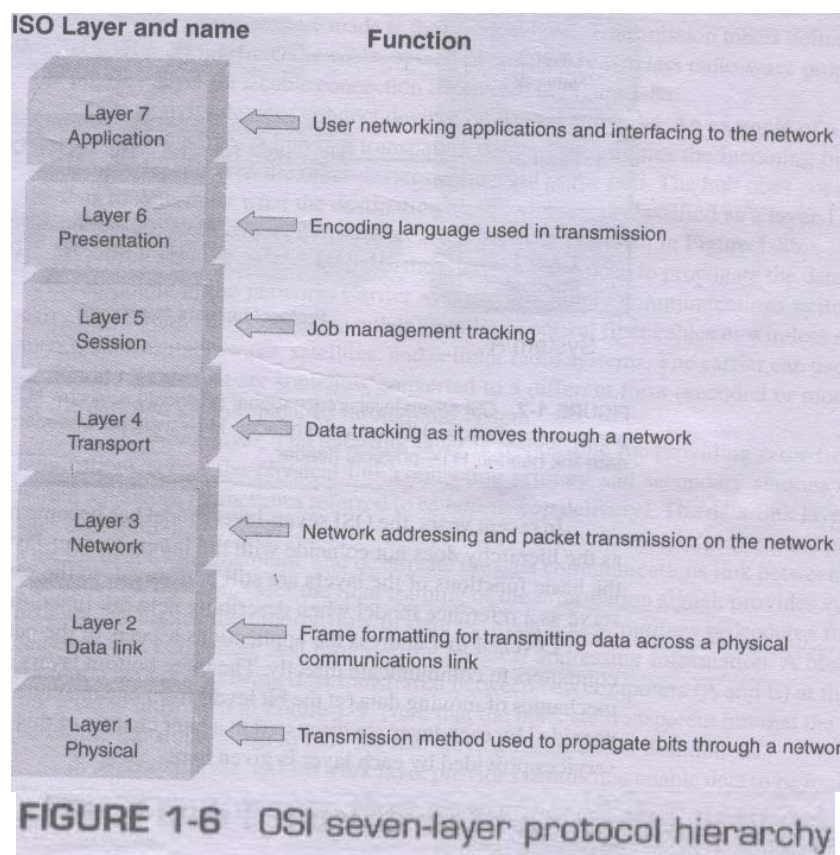 ISO Layer and name
Function
Layer 7
Application
User networking applications and interfacing to the network
Layer 6
Presentation
Encoding language used in transmission
Layer 5
Session
Job management tracking
Layer 4
Transport
Data tracking as it moves through a network
Layer 3
Network
Network addressing and packet transmission on the network
Layer 2
Data link
Frame formatting for transmitting data across a physical
communications link
Layer 1
Physical
Transmission method used to propagate bits through a networ
FIGURE 1-6 OSI seven-layer protocol hierarchy